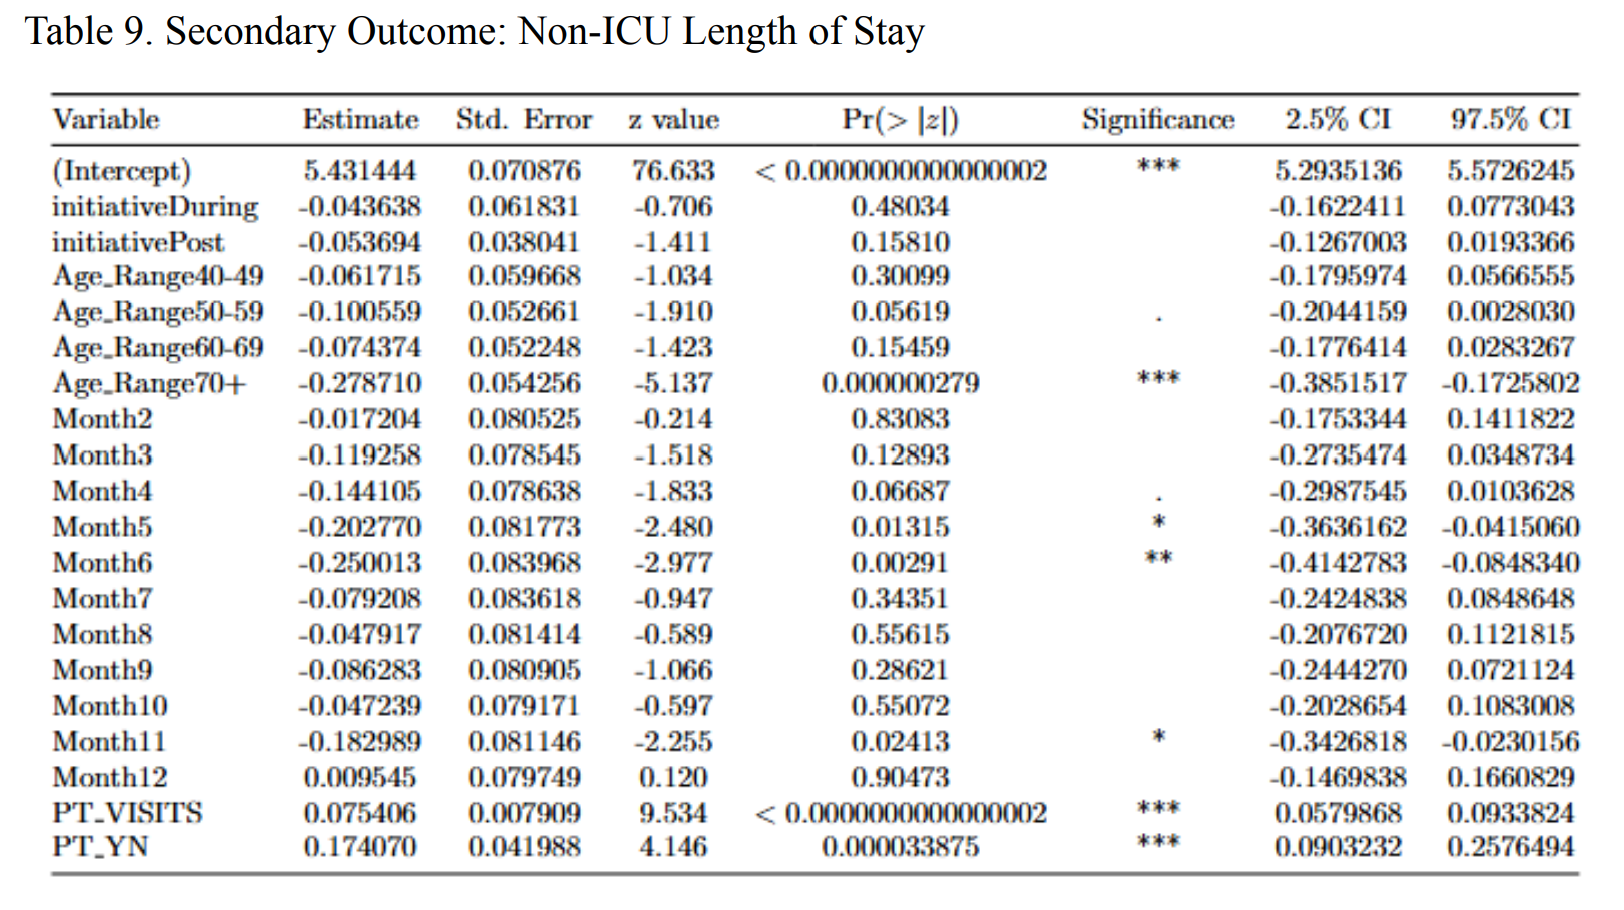 Table 9. Secondary Outcome: Non-ICU Length of Stay
Variable Estimate Std. Error z value Pr(> |z|) Significance 2.5% CI 97.5% CI
(Intercept) 5.431444 0.070876 76.633 < 0.0000000000000002 *** 5.2935136 5.5726245
initiativeDuring -0.043638 0.061831 -0.706 0.48034 -0.1622411 0.0773043
initiativePost -0.053694 0.038041 -1.411 0.15810 -0.1267003 0.0193366
Age_Range40-49 -0.061715 0.059668 -1.034 0.30099 -0.1795974 0.0566555
Age_Range50-59 -0.100559 0.052661 -1.910 0.05619 . -0.2044159 0.0028030
Age_Range60-69 -0.074374 0.052248 -1.423 0.15459 -0.1776414 0.0283267
Age_Range70+ -0.278710 0.054256 -5.137 0.000000279 *** -0.3851517 -0.1725802
Month2 -0.017204 0.080525 -0.214 0.83083 -0.1753344 0.1411822
Month3 -0.119258 0.078545 -1.518 0.12893 -0.2735474 0.0348734
Month4 -0.144105 0.078638 -1.833 0.06687 . -0.2987545 0.0103628
Month5 -0.202770 0.081773 -2.480 0.01315 * -0.3636162 -0.0415060
Month6 -0.250013 0.083968 -2.977 0.00291 ** -0.4142783 -0.0848340
Month7 -0.079208 0.083618 -0.947 0.34351 -0.2424838 0.0848648
Month8 -0.047917 0.081414 -0.589 0.55615 -0.2076720 0.1121815
Month9 -0.086283 0.080905 -1.066 0.28621 -0.2444270 0.0721124
Month10 -0.047239 0.079171 -0.597 0.55072 -0.2028654 0.1083008
Month11 -0.182989 0.081146 -2.255 0.02413 * -0.3426818 -0.0230156
Month12 0.009545 0.079749 0.120 0.90473 -0.1469838 0.1660829
PT_VISITS 0.075406 0.007909 9.534 < 0.0000000000000002 *** 0.0579868 0.0933824
PT_YN 0.174070 0.041988 4.146 0.000033875 *** 0.0903232 0.2576494